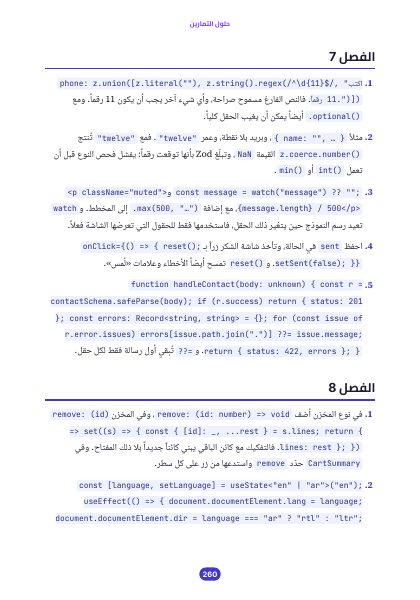 حلول التمارين
الفصل 7
1. اكتب phone: z.union([z.literal(""), z.string().regex(/^\d{11}$/, "
11 رقماً.")]). فالنص الفارغ مسموح صراحة، وأي شيء آخر يجب أن يكون 11 رقماً. ومع
.optional() أيضاً يمكن أن يغيب الحقل كلياً.
2. مثلاً { name: "", … }، وبريد بلا نقطة، وعمر "twelve". فمع "twelve" تُنتج
z.coerce.number() القيمة NaN، وتبلّغ Zod بأنها توقعت رقماً؛ يفشل فحص النوع قبل أن
تعمل int() أو min().
3. const message = watch("message") ?? ""; و<p className="muted">
{message.length} / 500</p>، مع إضافة .max(500, "…") إلى المخطط. و watch
تعيد رسم النموذج حين يتغير ذلك الحقل، فاستخدمها فقط للحقول التي تعرضها الشاشة فعلاً.
4. احفظ sent في الحالة، وتأخذ شاشة الشكر زراً بـ onClick={() => { reset();
setSent(false); }}. و reset() تمسح أيضاً الأخطاء وعلامات «لُمس».
5. function handleContact(body: unknown) { const r =
contactSchema.safeParse(body); if (r.success) return { status: 201
}; const errors: Record<string, string> = {}; for (const issue of
r.error.issues) errors[issue.path.join(".")] ??= issue.message;
return { status: 422, errors }; }. و ??= تُبقي أول رسالة فقط لكل حقل.
الفصل 8
1. في نوع المخزن أضف remove: (id: number) => void، وفي المخزن remove: (id)
=> set((s) => { const { [id]: _, ...rest } = s.lines; return {
lines: rest }; }). فالتفكيك مع كائن الباقي يبني كائناً جديداً بلا ذلك المفتاح. وفي
CartSummary حدّد remove واستدعها من زر على كل سطر.
2. const [language, setLanguage] = useState<"en" | "ar">("en");
useEffect(() => { document.documentElement.lang = language;
document.documentElement.dir = language === "ar" ? "rtl" : "ltr";
260